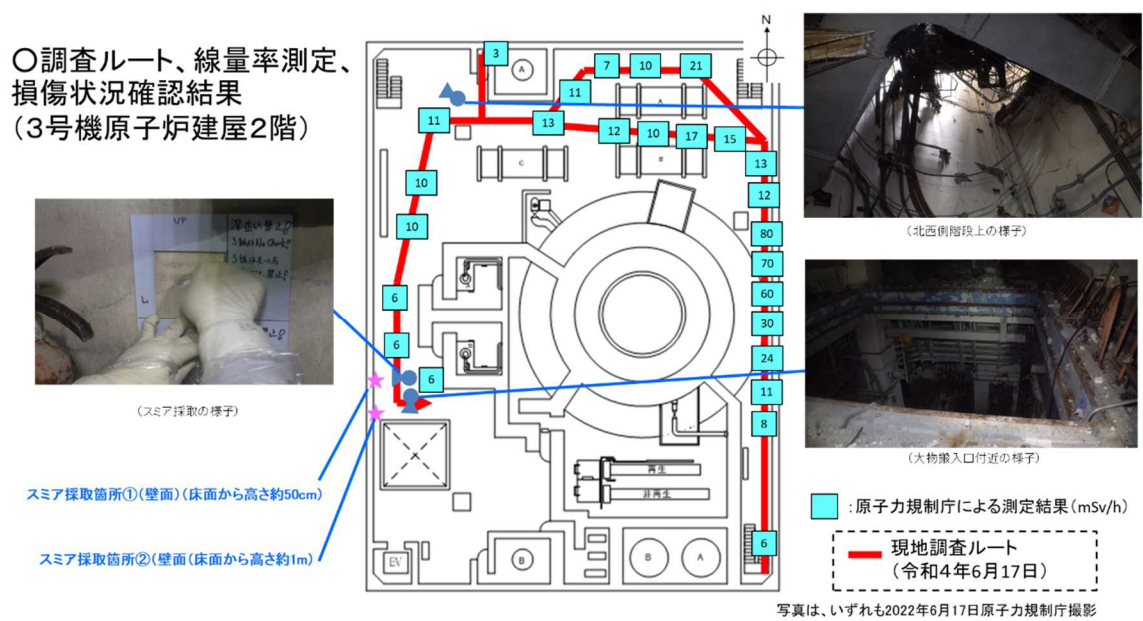 〇調査ルート、線量率測定、
損傷状況確認結果
(3号機原子炉建屋2階)
N
3
A
7
10
21
11
A
11
13
12
10
17
15
C
B
13
10
12
10
80
70
6
60
30
6
24
6
11
8
再生
非再生
6
EV
B
B
A
UP
(スミア採取の様子)
スミア採取箇所①(壁面)(床面から高さ約50cm)
スミア採取箇所②(壁面(床面から高さ約1m)
(北西側階段上の様子)
(大物搬入口付近の様子)
:原子力規制庁による測定結果(mSv/h)
現地調査ルート
(令和4年6月17日)
写真は、いずれも2022年6月17日原子力規制庁撮影